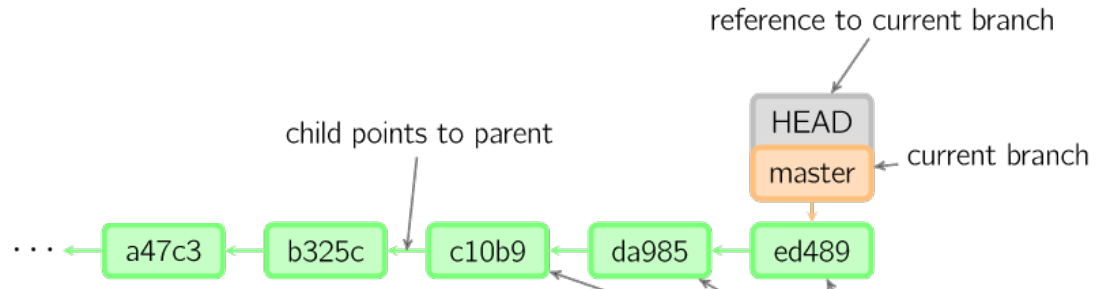 reference to current branch
HEAD
child points to parent
master
current branch
··· a47c3 b325c c10b9 da985 ed489